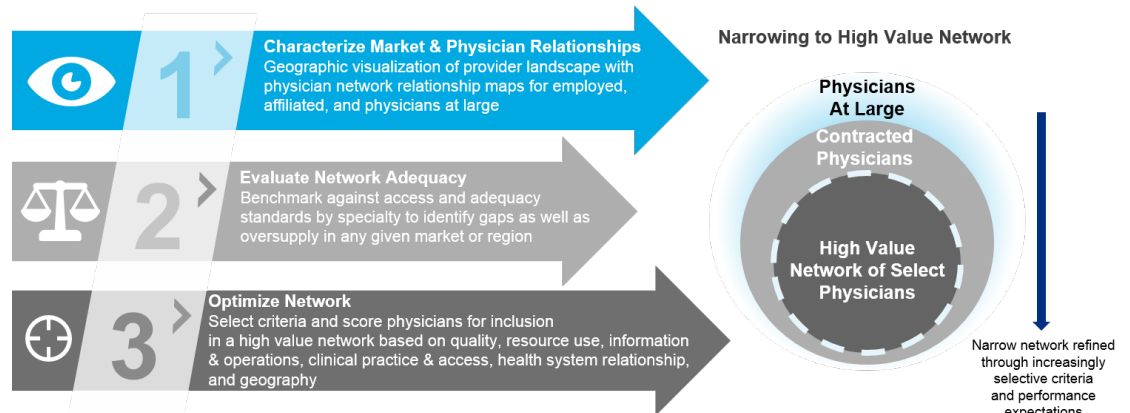 1
Characterize Market & Physician Relationships
Geographic visualization of provider landscape with
physician network relationship maps for employed,
affiliated, and physicians at large
2
Evaluate Network Adequacy
Benchmark against access and adequacy
standards by specialty to identify gaps as well as
oversupply in any given market or region
3
Optimize Network
Select criteria and score physicians for inclusion
in a high value network based on quality, resource use, information
& operations, clinical practice & access, health system relationship,
and geography
Narrowing to High Value Network
Physicians
At Large
Contracted
Physicians
High Value
Network of Select
Physicians
Narrow network refined
through increasingly
selective criteria
and performance
expectations